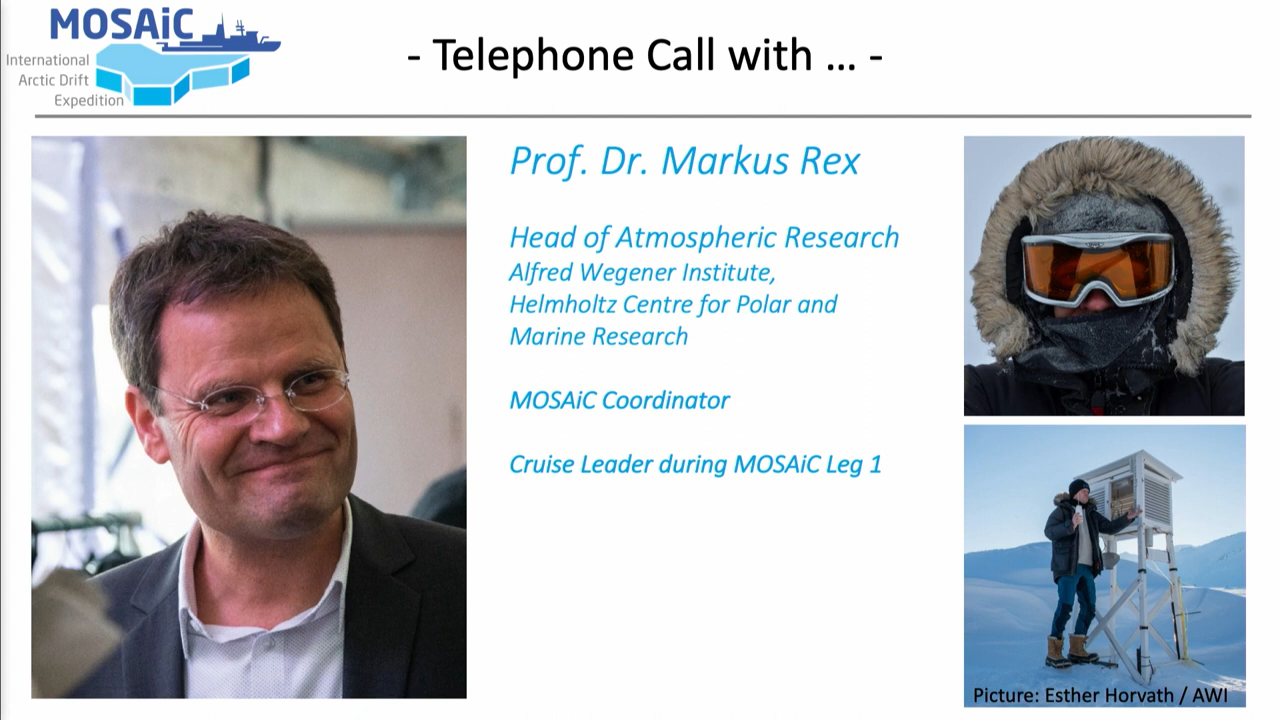 MOSAiC
International
Arctic Drift
Expedition
- Telephone Call with ... -
Prof. Dr. Markus Rex
Head of Atmospheric Research
Alfred Wegener Institute,
Helmholtz Centre for Polar and
Marine Research
MOSAiC Coordinator
Cruise Leader during MOSAiC Leg 1
Picture: Esther Horvath / AWI